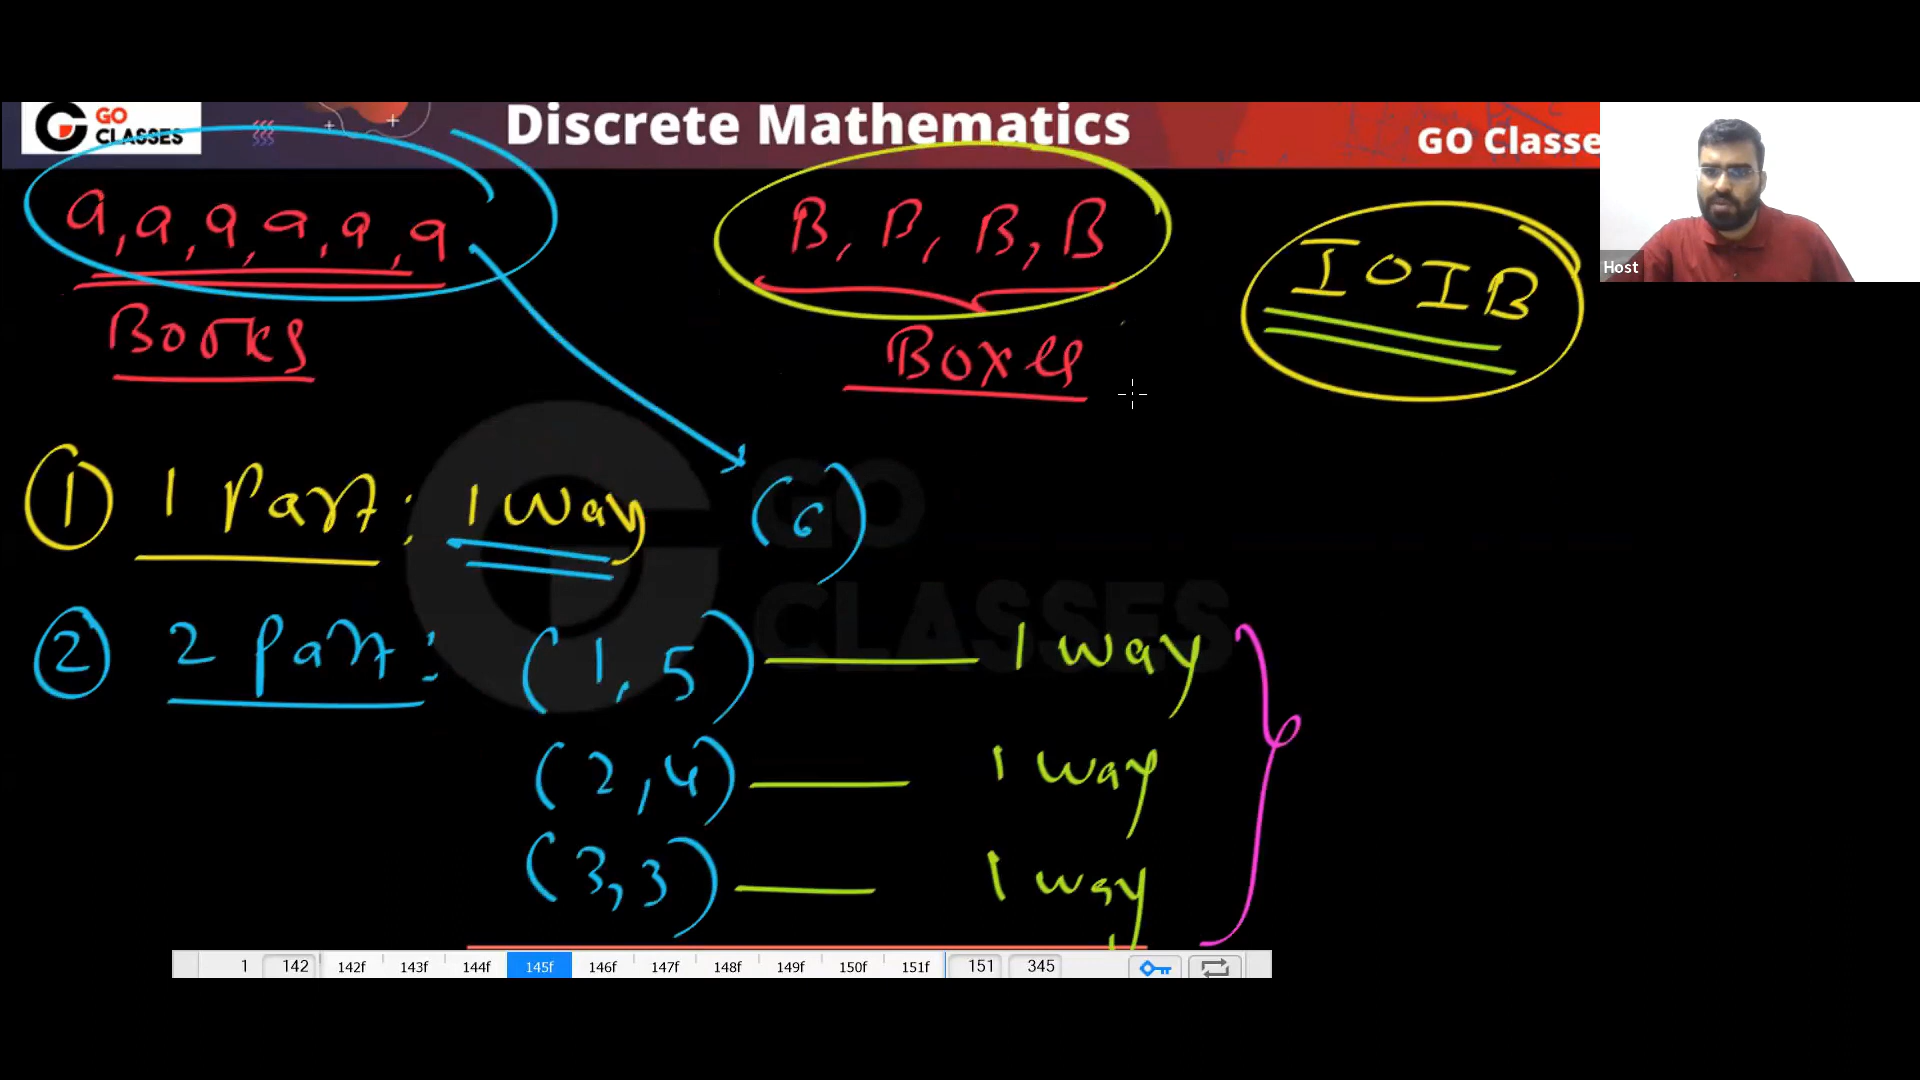 GO CLASSES
Discrete Mathematics
GO Classe
a, a, a, a, a, a
B, B, B, B
IOIB
Host
Books
Boxes
① 1 Part : 1 way (6)
GO
CLASSES
② 2 Part : (1, 5) — 1 way
(2, 4) — 1 way
(3, 3) — 1 way
1 142 142f 143f 144f 145f 146f 147f 148f 149f 150f 151f 151 345